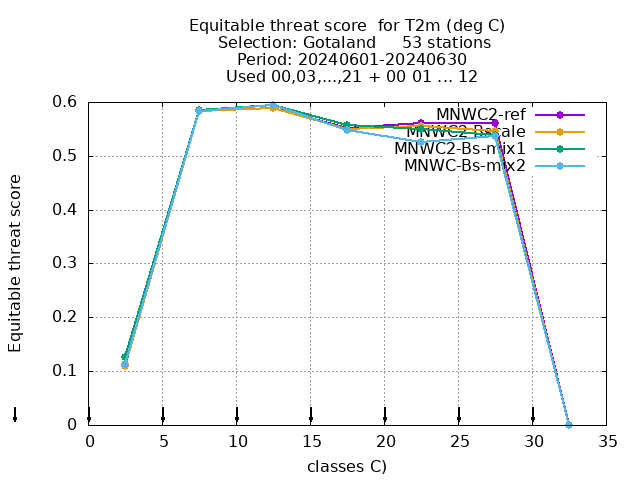 Equitable threat score for T2m (deg C)
Selection: Gotaland 53 stations
Period: 20240601-20240630
Used 00,03,...,21 + 00 01 ... 12
MNWC2-ref
MNWC2-Rscale
MNWC2-Bs-mix1
MNWC-Bs-mix2
Equitable threat score
0.6
0.5
0.4
0.3
0.2
0.1
0
0 5 10 15 20 25 30 35
classes C)